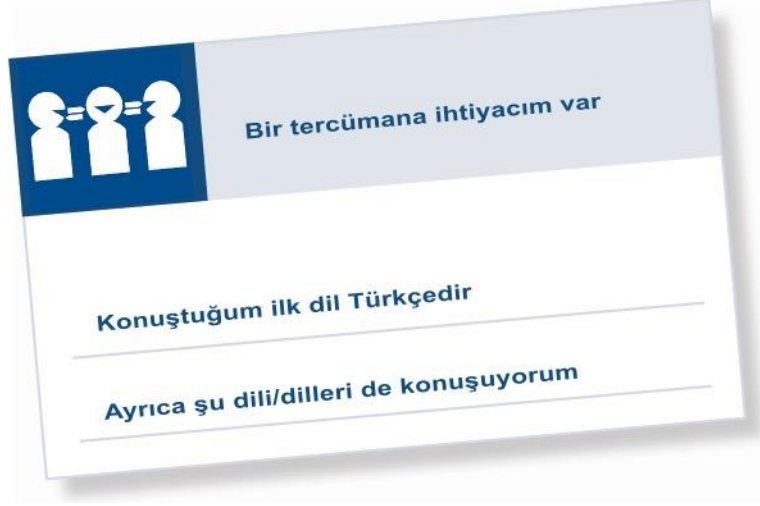 Bir tercümana ihtiyacım var
Konuştuğum ilk dil Türkçedir
Ayrıca şu dili/dilleri de konuşuyorum